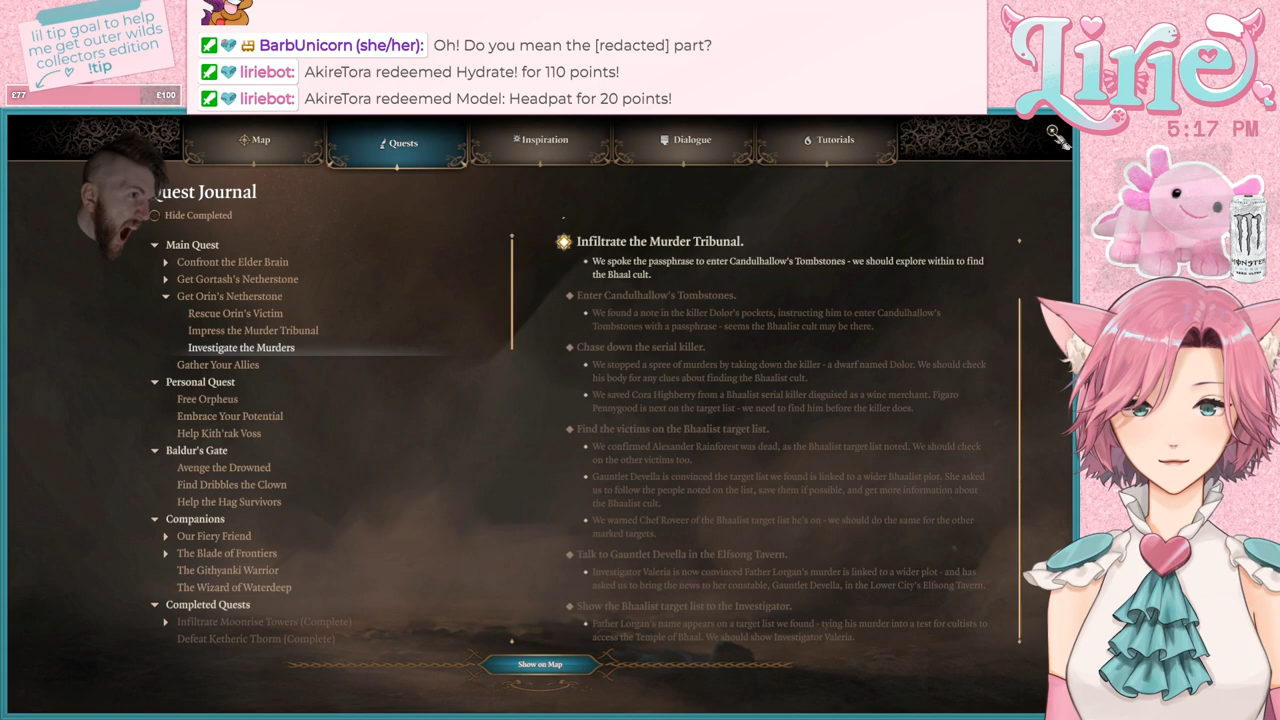 lil tip goal to help
me get outer wilds
collectors edition
!tip
£77
£100
BarbUnicorn (she/her): Oh! Do you mean the [redacted] part?
liriebot: AkireTora redeemed Hydrate! for 110 points!
liriebot: AkireTora redeemed Model: Headpat for 20 points!
Lirie
5:17 PM
Map
Quests
Inspiration
Dialogue
Tutorials
Quest Journal
Hide Completed
Main Quest
Confront the Elder Brain
Get Gortash's Netherstone
Get Orin's Netherstone
Rescue Orin's Victim
Impress the Murder Tribunal
Investigate the Murders
Gather Your Allies
Personal Quest
Free Orpheus
Embrace Your Potential
Help Kith'rak Voss
Baldur's Gate
Avenge the Drowned
Find Dribbles the Clown
Help the Hag Survivors
Companions
Our Fiery Friend
The Blade of Frontiers
The Githyanki Warrior
The Wizard of Waterdeep
Completed Quests
Infiltrate Moonrise Towers (Complete)
Defeat Ketheric Thorm (Complete)
Infiltrate the Murder Tribunal.
We spoke the passphrase to enter Candulhallow's Tombstones - we should explore within to find
the Bhaal cult.
Enter Candulhallow's Tombstones.
We found a note in the killer Dolor's pockets, instructing him to enter Candulhallow's
Tombstones with a passphrase - seems the Bhaalist cult may be there.
Chase down the serial killer.
We stopped a spree of murders by taking down the killer - a dwarf named Dolor. We should check
his body for any clues about finding the Bhaalist cult.
We saved Cora Highberry from a Bhaalist serial killer disguised as a wine merchant. Figaro
Pennygood is next on the target list - we need to find him before the killer does.
Find the victims on the Bhaalist target list.
We confirmed Alexander Rainforest was dead, as the Bhaalist target list noted. We should check
on the other victims too.
Gauntlet Devella is convinced the target list we found is linked to a wider Bhaalist plot. She asked
us to follow the people noted on the list, save them if possible, and get more information about
the Bhaalist cult.
We warned Chef Roveer of the Bhaalist target list he's on - we should do the same for the other
marked targets.
Talk to Gauntlet Devella in the Elfsong Tavern.
Investigator Valeria is now convinced Father Lorgan's murder is linked to a wider plot - and has
asked us to bring the news to her constable, Gauntlet Devella, in the Lower City's Elfsong Tavern.
Show the Bhaalist target list to the Investigator.
Father Lorgan's name appears on a target list we found - tying his murder into a test for cultists to
access the Temple of Bhaal. We should show Investigator Valeria.
Show on Map
MONSTER